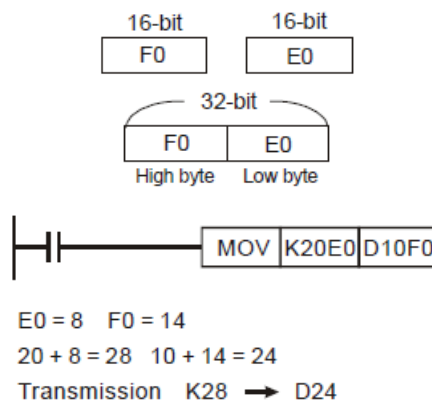 16-bit 16-bit
F0 E0
32-bit
F0 E0
High byte Low byte
MOV K20E0 D10F0
E0 = 8 F0 = 14
20 + 8 = 28 10 + 14 = 24
Transmission K28 → D24